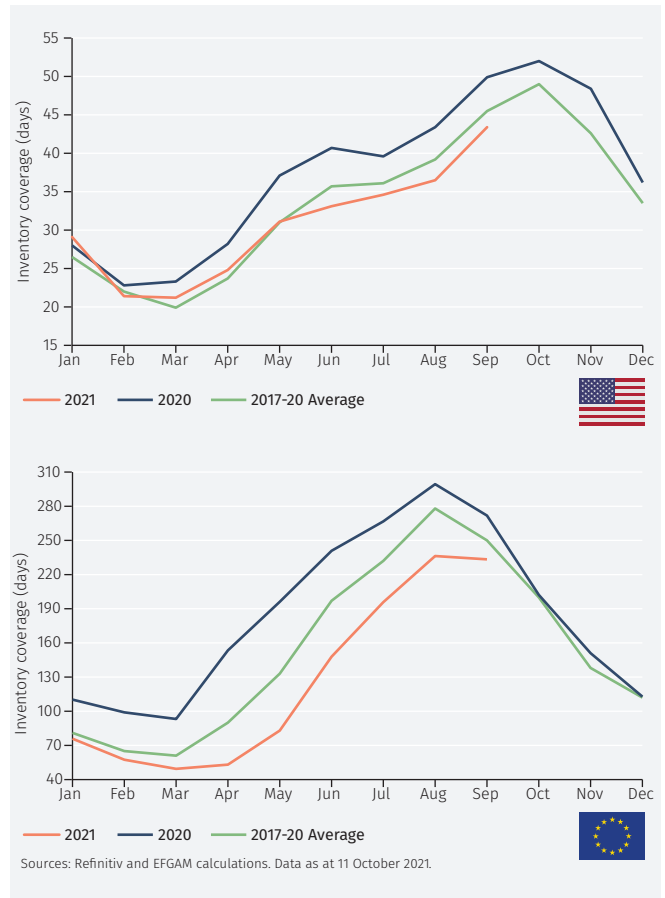 Inventory coverage (days)
55
50
45
40
35
30
25
20
15
Jan Feb Mar Apr May Jun Jul Aug Sep Oct Nov Dec
2021 2020 2017-20 Average
Inventory coverage (days)
310
280
250
220
190
160
130
100
70
40
Jan Feb Mar Apr May Jun Jul Aug Sep Oct Nov Dec
2021 2020 2017-20 Average
Sources: Refinitiv and EFGAM calculations. Data as at 11 October 2021.